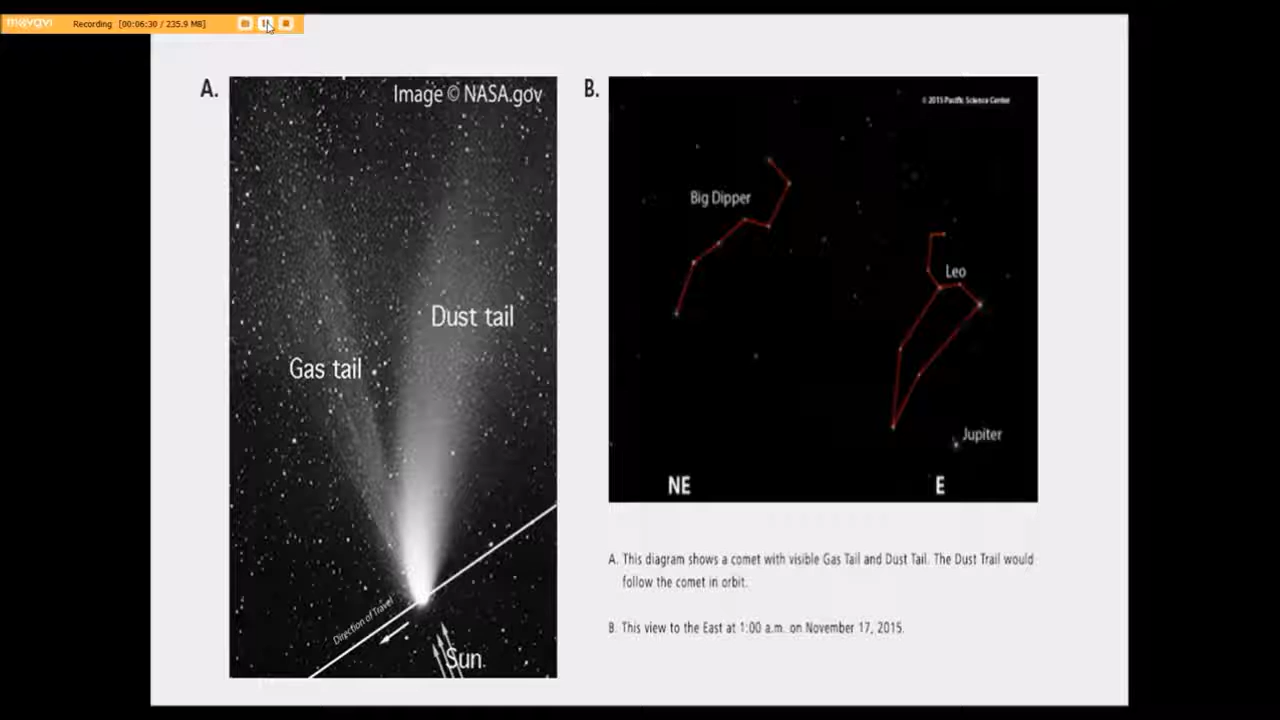 movavi
Recording [00:06:30 / 235.9 MB]
A.
Image © NASA.gov
Gas tail
Dust tail
Direction of Travel
Sun
B.
© 2015 Pacific Science Center
Big Dipper
Leo
Jupiter
NE
E
A. This diagram shows a comet with visible Gas Tail and Dust Tail. The Dust Trail would
follow the comet in orbit.
B. This view to the East at 1:00 a.m. on November 17, 2015.